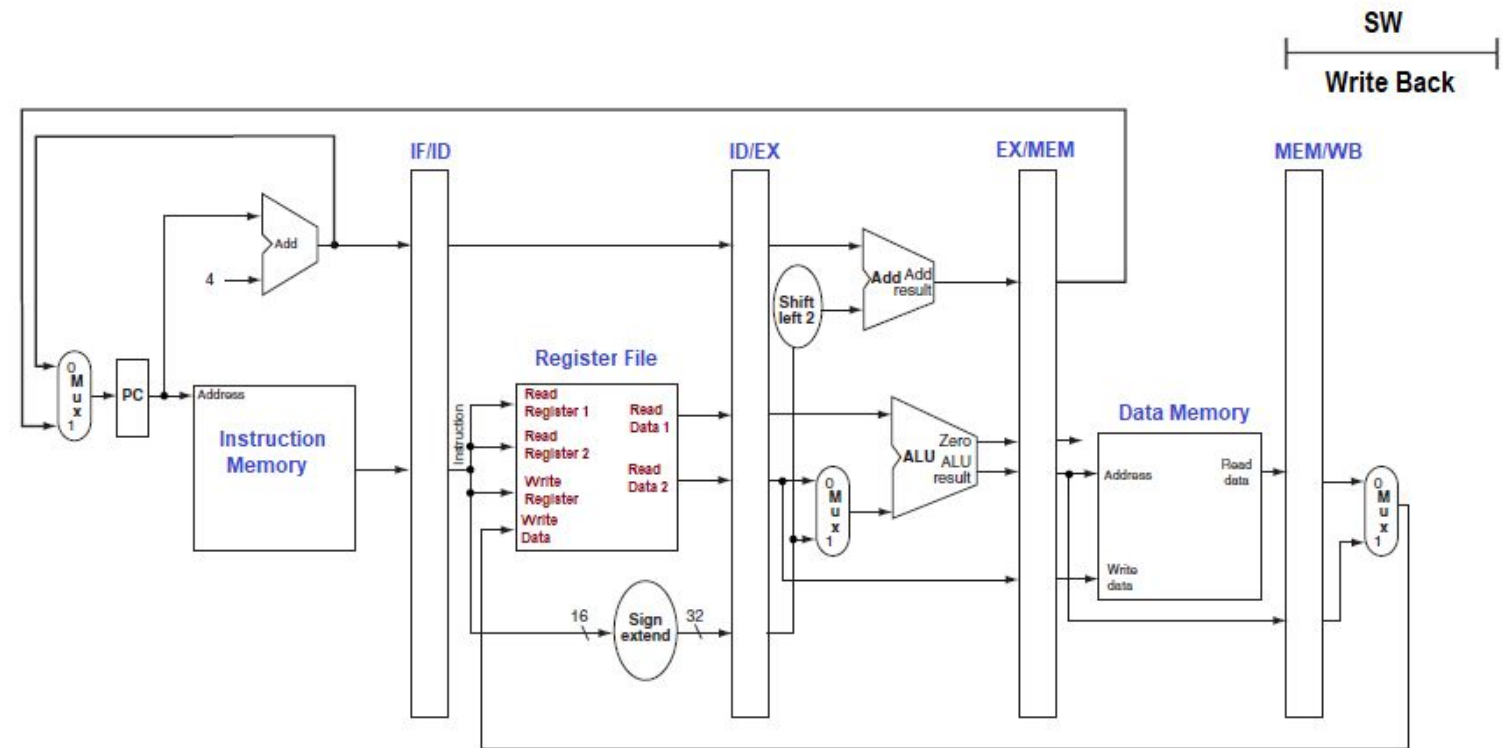 SW
Write Back
IF/ID
ID/EX
EX/MEM
MEM/WB
Add
4
Shift
left 2
Add Add
result
0
M
u
x
1
PC
Address
Instruction
Memory
Instruction
Register File
Read
Register 1
Read
Data 1
Read
Register 2
Read
Data 2
Write
Register
Write
Data
16
Sign
extend
32
0
M
u
x
1
Zero
ALU ALU
result
Data Memory
Address
Read
data
Write
data
0
M
u
x
1